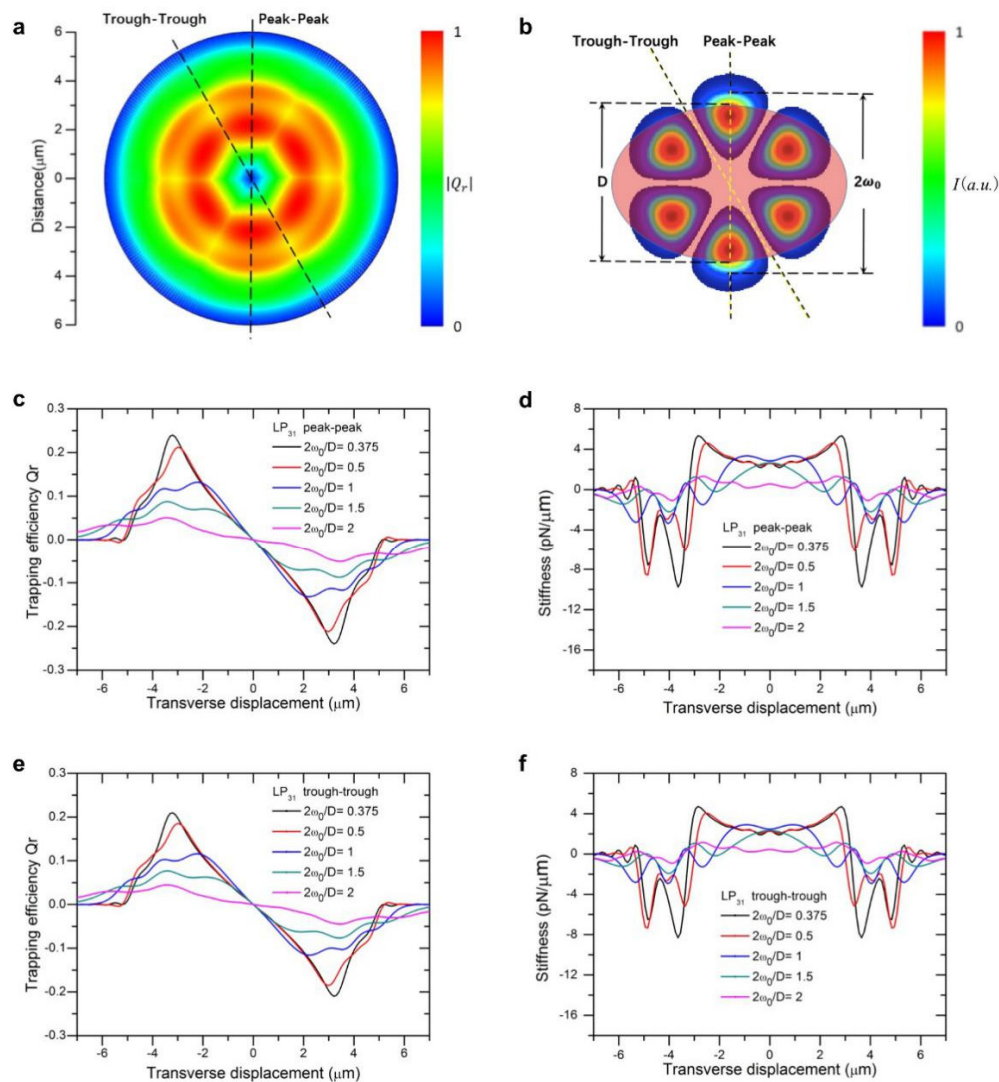 a
Trough-Trough
Peak-Peak
Distance(μm)
6
5
4
3
2
1
0
1
2
3
4
5
6
1
|Qr|
0
b
Trough-Trough
Peak-Peak
D
2ω0
1
I(a.u.)
0
c
Trapping efficiency Qr
0.3
0.2
0.1
0.0
-0.1
-0.2
-0.3
LP31 peak-peak
2ω0/D= 0.375
2ω0/D= 0.5
2ω0/D= 1
2ω0/D= 1.5
2ω0/D= 2
-6 -4 -2 0 2 4 6
Transverse displacement (μm)
d
Stiffness (pN/μm)
8
4
0
-4
-8
-12
-16
LP31 peak-peak
2ω0/D= 0.375
2ω0/D= 0.5
2ω0/D= 1
2ω0/D= 1.5
2ω0/D= 2
-6 -4 -2 0 2 4 6
Transverse displacement (μm)
e
Trapping efficiency Qr
0.3
0.2
0.1
0.0
-0.1
-0.2
-0.3
LP31 trough-trough
2ω0/D= 0.375
2ω0/D= 0.5
2ω0/D= 1
2ω0/D= 1.5
2ω0/D= 2
-6 -4 -2 0 2 4 6
Transverse displacement (μm)
f
Stiffness (pN/μm)
8
4
0
-4
-8
-12
-16
LP31 trough-trough
2ω0/D= 0.375
2ω0/D= 0.5
2ω0/D= 1
2ω0/D= 1.5
2ω0/D= 2
-6 -4 -2 0 2 4 6
Transverse displacement (μm)